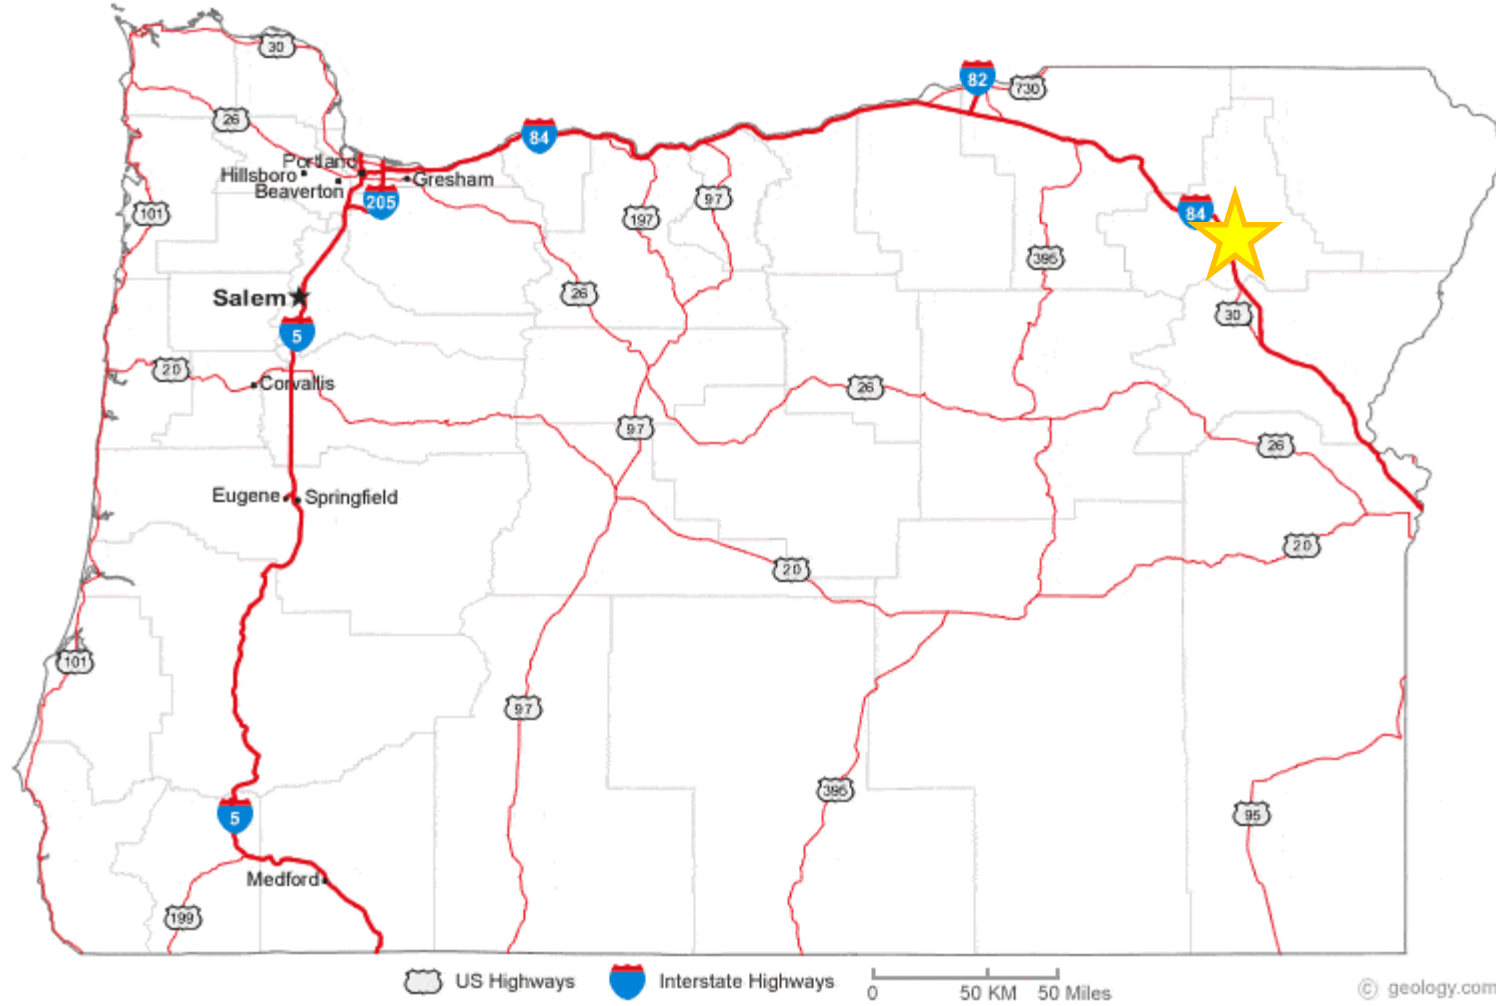 30
82
730
26
84
Portland
Hillsboro
Beaverton
Gresham
205
101
197
97
84
395
26
Salem
5
30
20
Corvallis
26
97
26
Eugene
Springfield
20
20
101
97
395
95
5
Medford
199
US Highways
Interstate Highways
0
50 KM
50 Miles
© geology.com